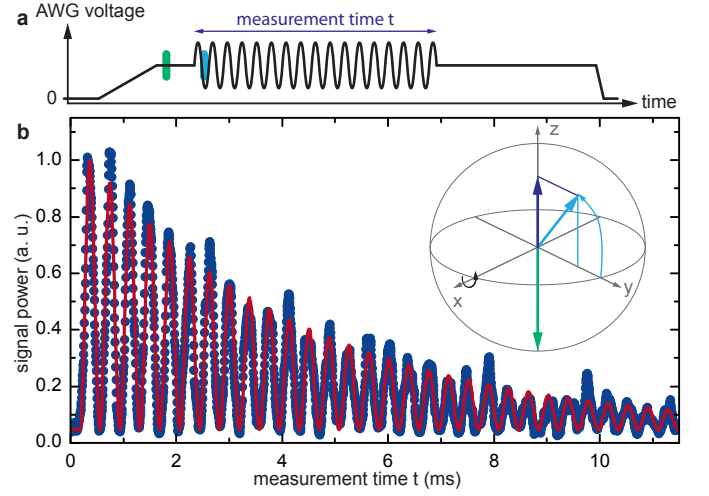 a AWG voltage
measurement time t
0
time
b
signal power (a. u.)
1.0
0.8
0.6
0.4
0.2
0.0
z
x
y
0 2 4 6 8 10
measurement time t (ms)